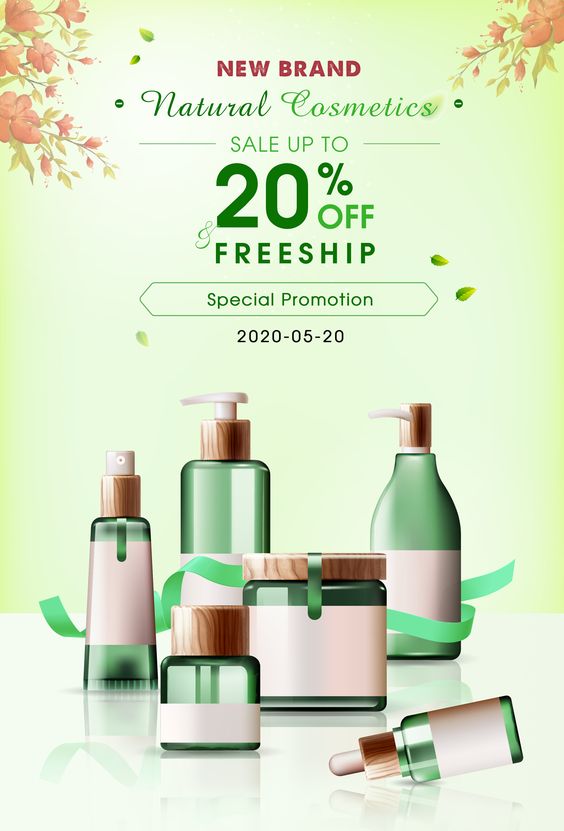 NEW BRAND
Natural Cosmetics
SALE UP TO
20% OFF
& FREESHIP
Special Promotion
2020-05-20